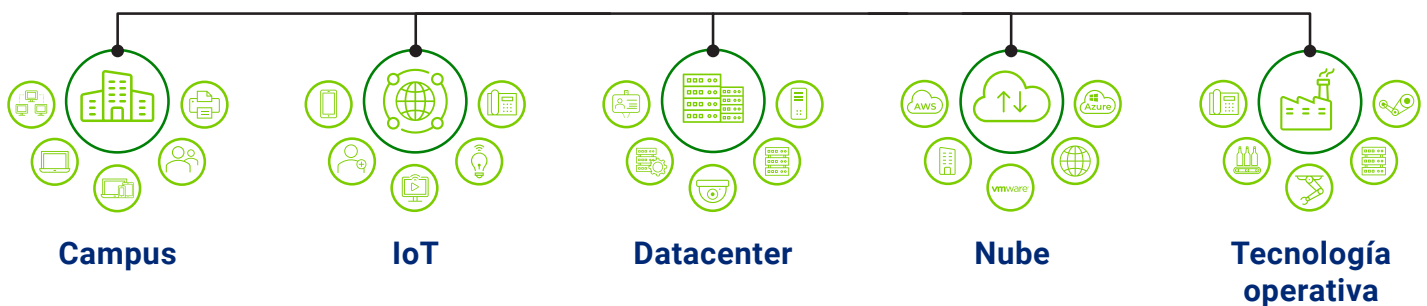 AWS
Azure
vmware
Campus
IoT
Datacenter
Nube
Tecnología
operativa